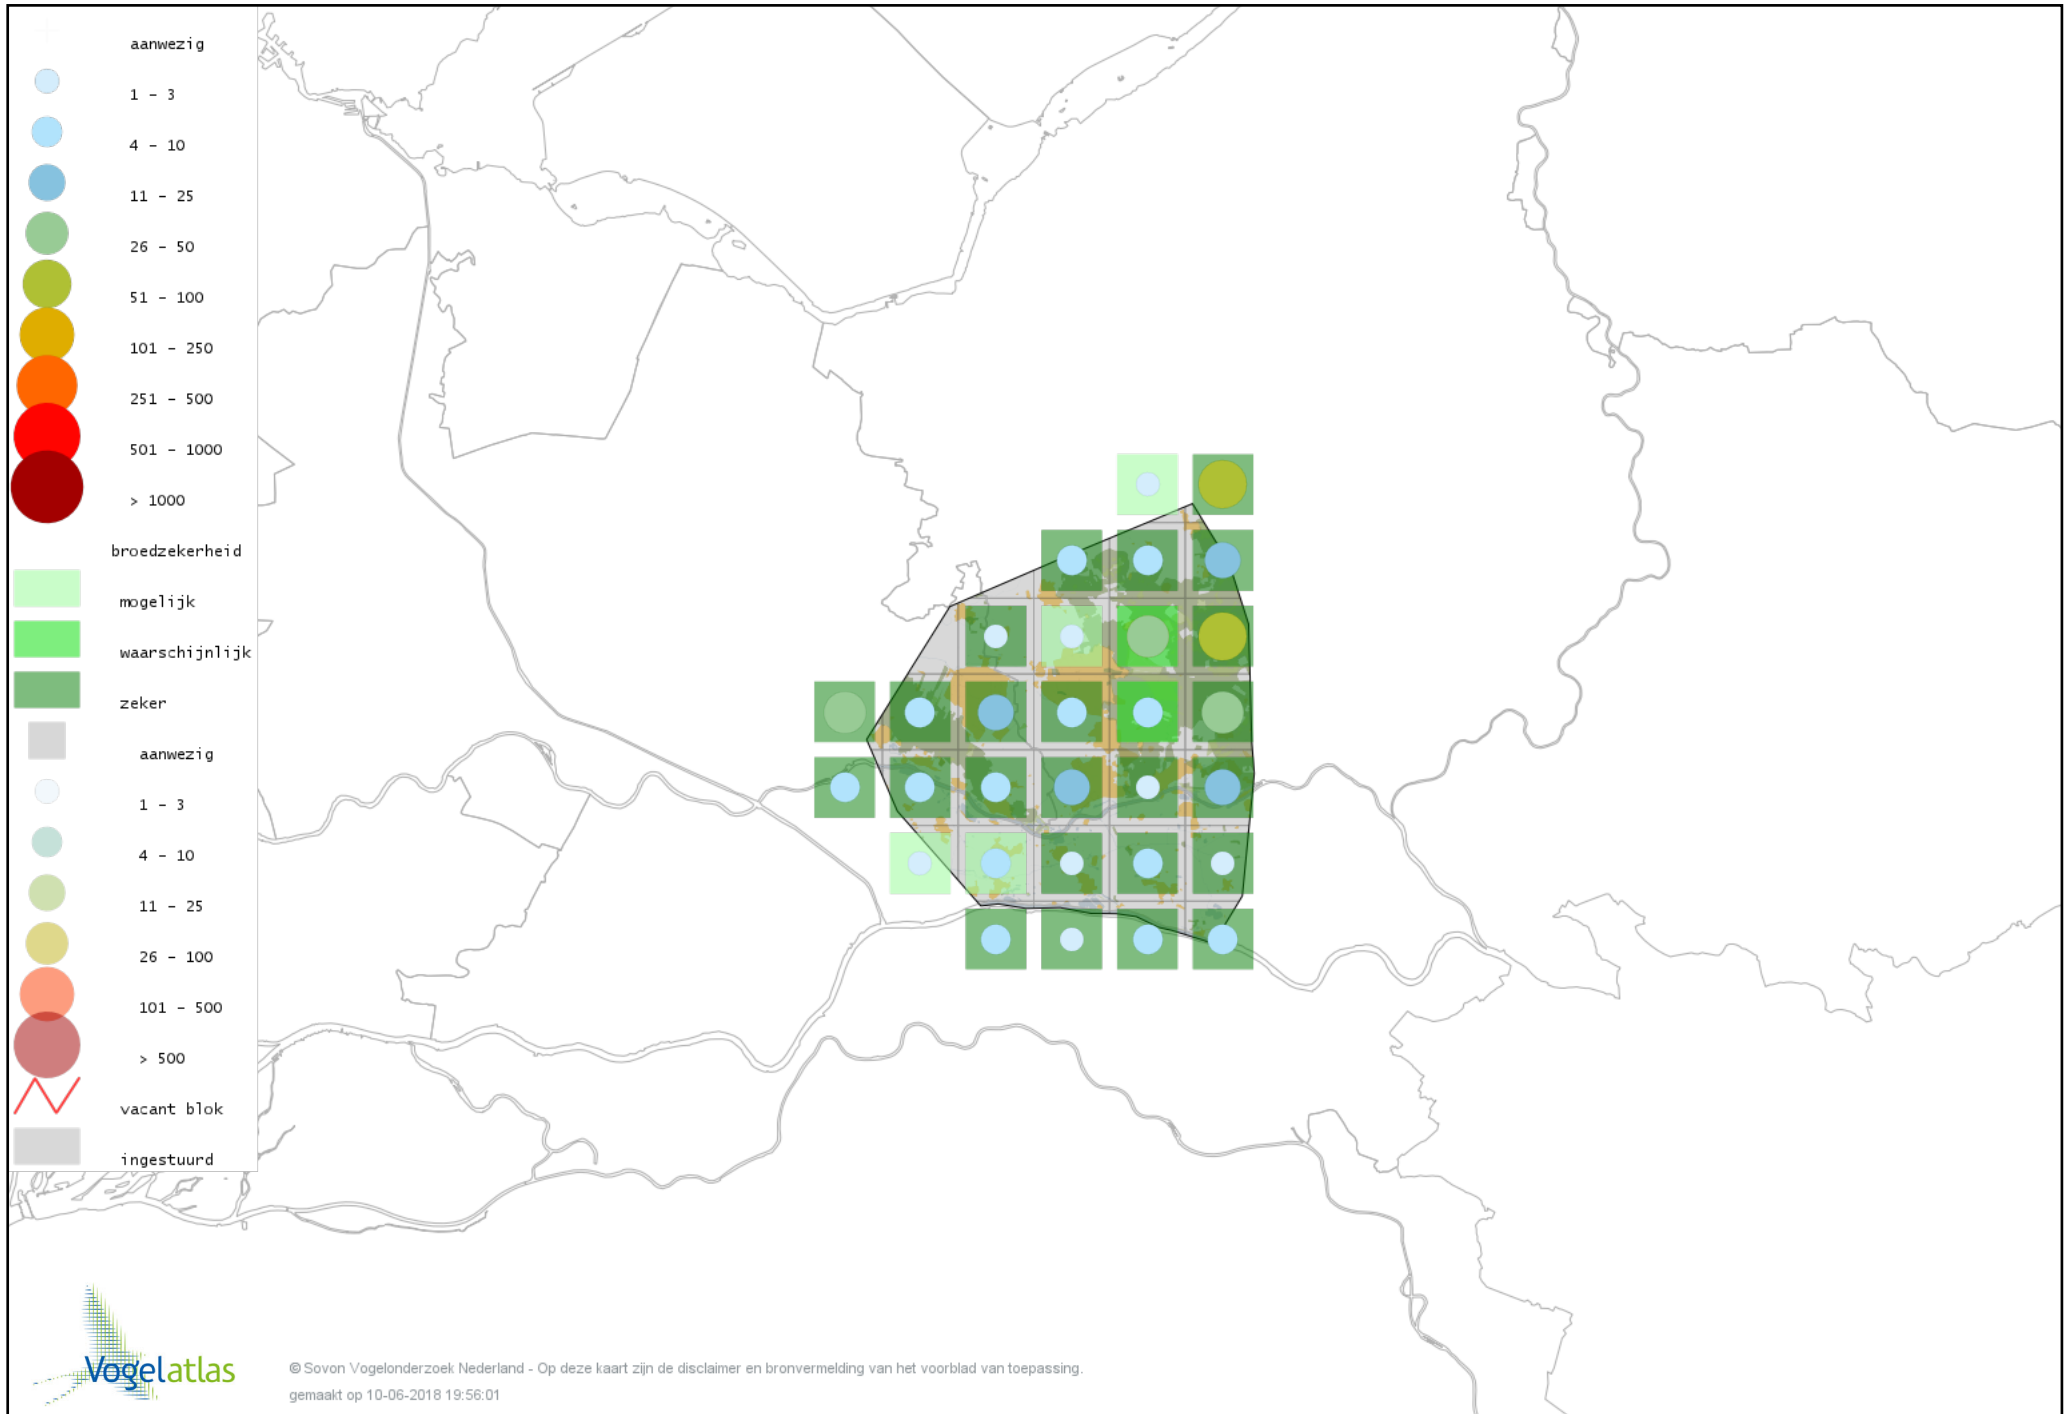 aanwezig
1 – 3
4 – 10
11 – 25
26 – 50
51 – 100
101 – 250
251 – 500
501 – 1000
> 1000
broedzekerheid
mogelijk
waarschijnlijk
zeker
aanwezig
1 – 3
4 – 10
11 – 25
26 – 100
101 – 500
> 500
vacant blok
ingestuurd
Vogelatlas
© Sovon Vogelonderzoek Nederland - Op deze kaart zijn de disclaimer en bronvermelding van het voorblad van toepassing.
gemaakt op 10-06-2018 19:56:01